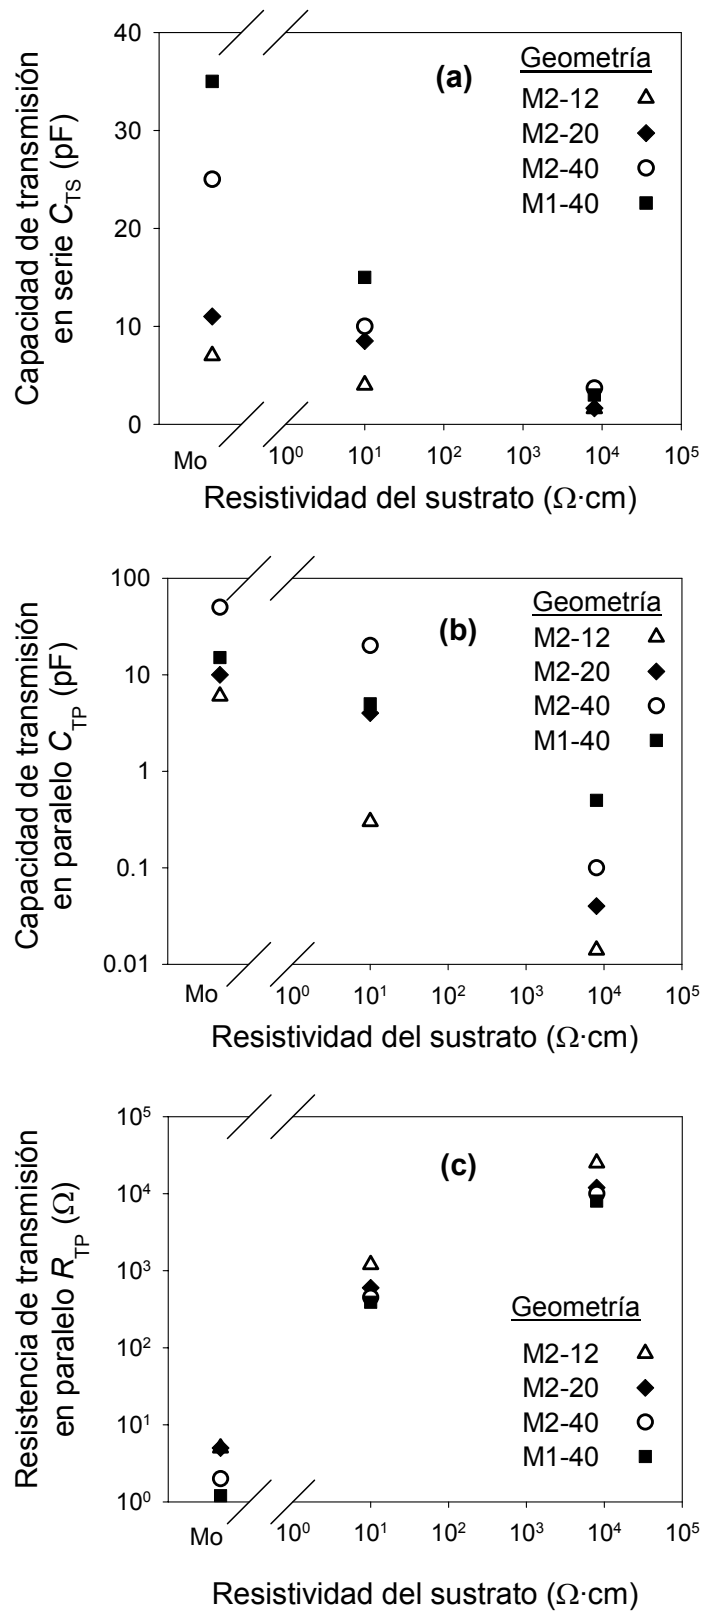 Capacidad de transmisión
en serie C_TS (pF)
40
30
20
10
0
(a)
Geometría
M2-12
M2-20
M2-40
M1-40
Mo
10⁰ 10¹ 10² 10³ 10⁴ 10⁵
Resistividad del sustrato (Ω·cm)
Capacidad de transmisión
en paralelo C_TP (pF)
100
10
1
0.1
0.01
(b)
Geometría
M2-12
M2-20
M2-40
M1-40
Mo
10⁰ 10¹ 10² 10³ 10⁴ 10⁵
Resistividad del sustrato (Ω·cm)
Resistencia de transmisión
en paralelo R_TP (Ω)
10⁵
10⁴
10³
10²
10¹
10⁰
(c)
Geometría
M2-12
M2-20
M2-40
M1-40
Mo
10⁰ 10¹ 10² 10³ 10⁴ 10⁵
Resistividad del sustrato (Ω·cm)